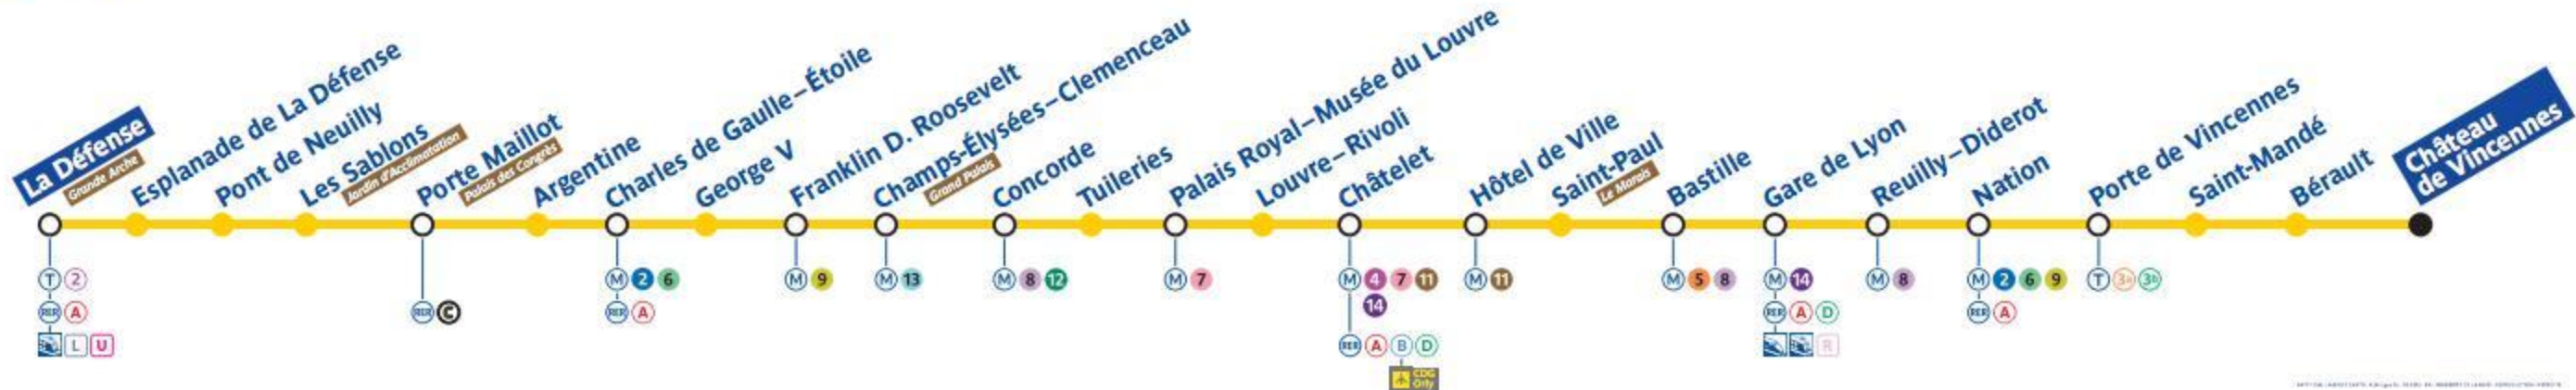 La Défense
Grande Arche
Esplanade de La Défense
Pont de Neuilly
Les Sablons
Jardin d'Acclimatation
Porte Maillot
Palais des Congrès
Argentine
Charles de Gaulle–Étoile
George V
Franklin D. Roosevelt
Champs-Élysées–Clemenceau
Grand Palais
Concorde
Tuileries
Palais Royal–Musée du Louvre
Louvre–Rivoli
Châtelet
Hôtel de Ville
Saint-Paul
Le Marais
Bastille
Gare de Lyon
Reuilly–Diderot
Nation
Porte de Vincennes
Saint-Mandé
Bérault
Château
de Vincennes
T 2
RER A
L U
RER C
M 2 6
RER A
M 9
M 13
M 8 12
M 7
M 4 7 11
14
RER A B D
CDG
Orly
M 11
M 5 8
M 14
RER A D
R
M 8
M 2 6 9
RER A
T 3a 3b